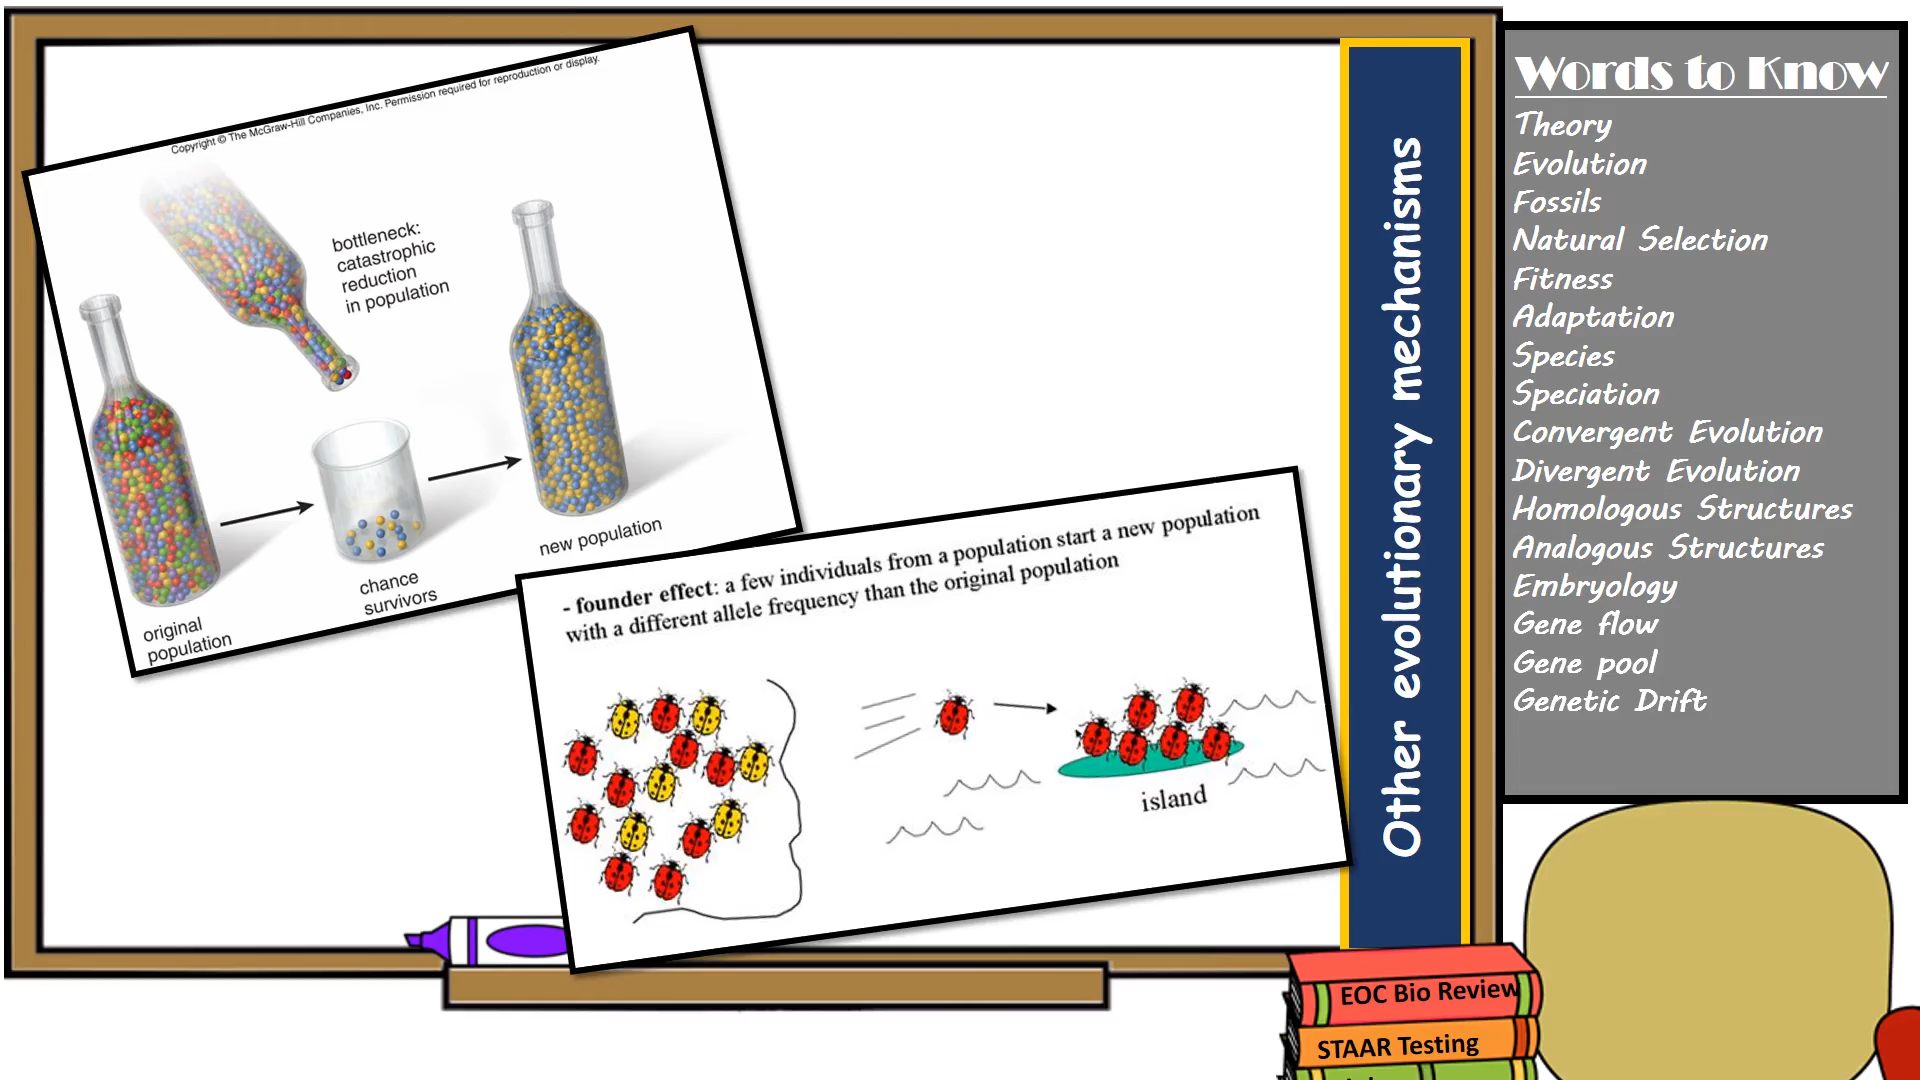 Copyright © The McGraw-Hill Companies, Inc. Permission required for reproduction or display.
bottleneck:
catastrophic
reduction
in population
original
population
chance
survivors
new population
- founder effect: a few individuals from a population start a new population
with a different allele frequency than the original population
island
Other evolutionary mechanisms
Words to Know
Theory
Evolution
Fossils
Natural Selection
Fitness
Adaptation
Species
Speciation
Convergent Evolution
Divergent Evolution
Homologous Structures
Analogous Structures
Embryology
Gene flow
Gene pool
Genetic Drift
EOC Bio Review
STAAR Testing